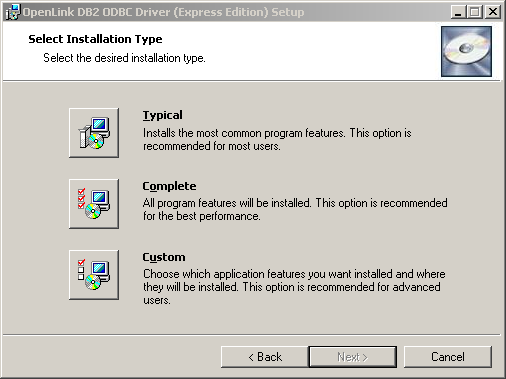 OpenLink DB2 ODBC Driver (Express Edition) Setup
Select Installation Type
Select the desired installation type.
Typical
Installs the most common program features. This option is
recommended for most users.
Complete
All program features will be installed. This option is recommended
for the best performance.
Custom
Choose which application features you want installed and where
they will be installed. This option is recommended for advanced
users.
< Back
Next >
Cancel